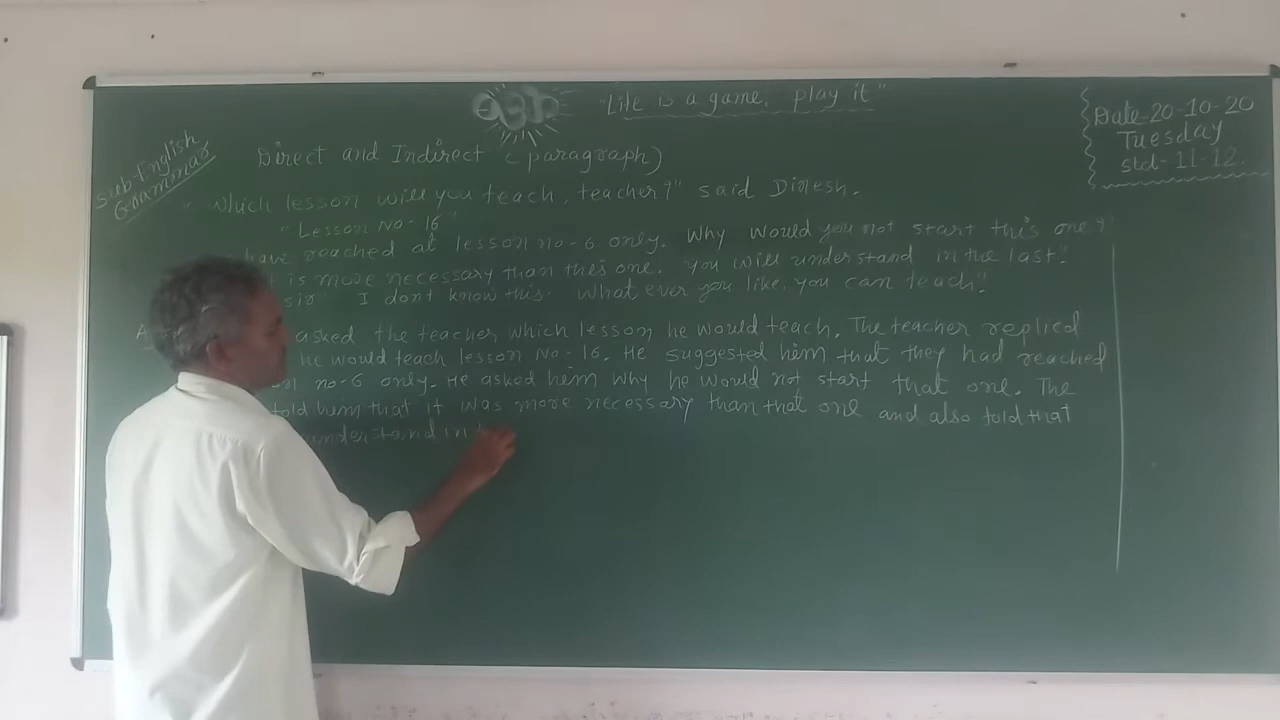 "Life is a game, play it"
Date-20-10-20
Tuesday
Std-11-12.
Sub-English
Grammar
Direct and Indirect (paragraph)
"Which lesson will you teach, teacher?" said Dinesh.
"Lesson No-16"
have reached at lesson no-6 only. Why would you not start this one?
is more necessary than this one. You will understand in the last."
sir" I don't know this. What ever you like, you can teach."
asked the teacher which lesson he would teach. The teacher replied
he would teach lesson No-16. He suggested him that they had reached
no-6 only. He asked him why he would not start that one. The
told him that it was more necessary than that one and also told that
understand in